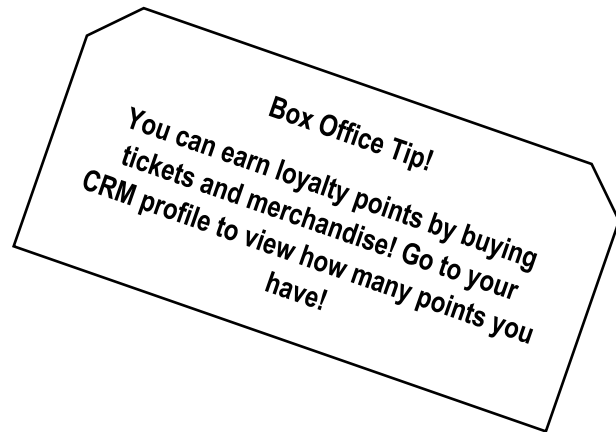 Box Office Tip!
You can earn loyalty points by buying
tickets and merchandise! Go to your
CRM profile to view how many points you
have!